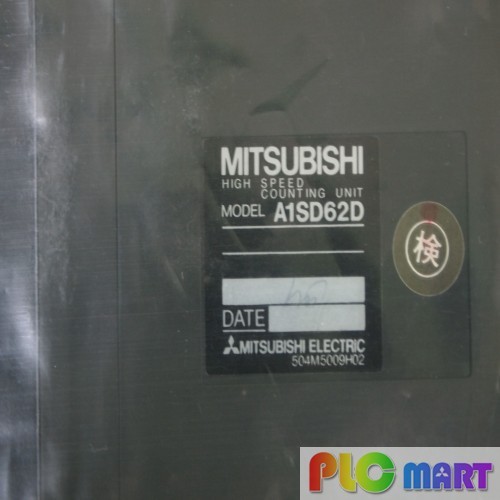 MITSUBISHI
HIGH SPEED
COUNTING UNIT
MODEL A1SD62D
DATE
MITSUBISHI ELECTRIC
504M5009H02
検
PLC MART